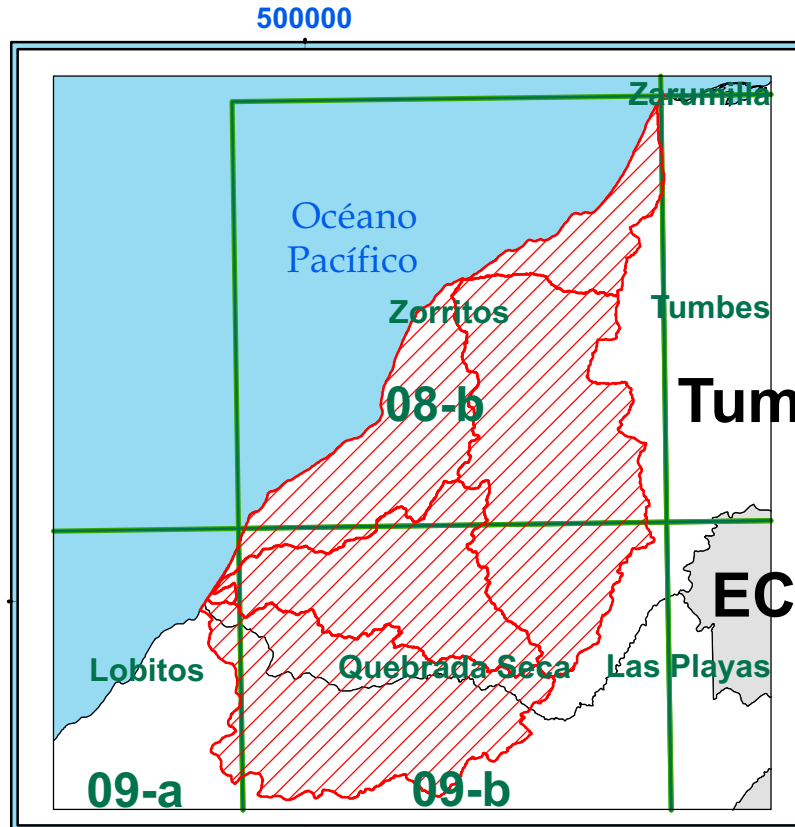 500000
Zarumilla
Océano
Pacífico
Zorritos
Tumbes
08-b
Tum
EC
Lobitos
Quebrada Seca
Las Playas
09-a
09-b